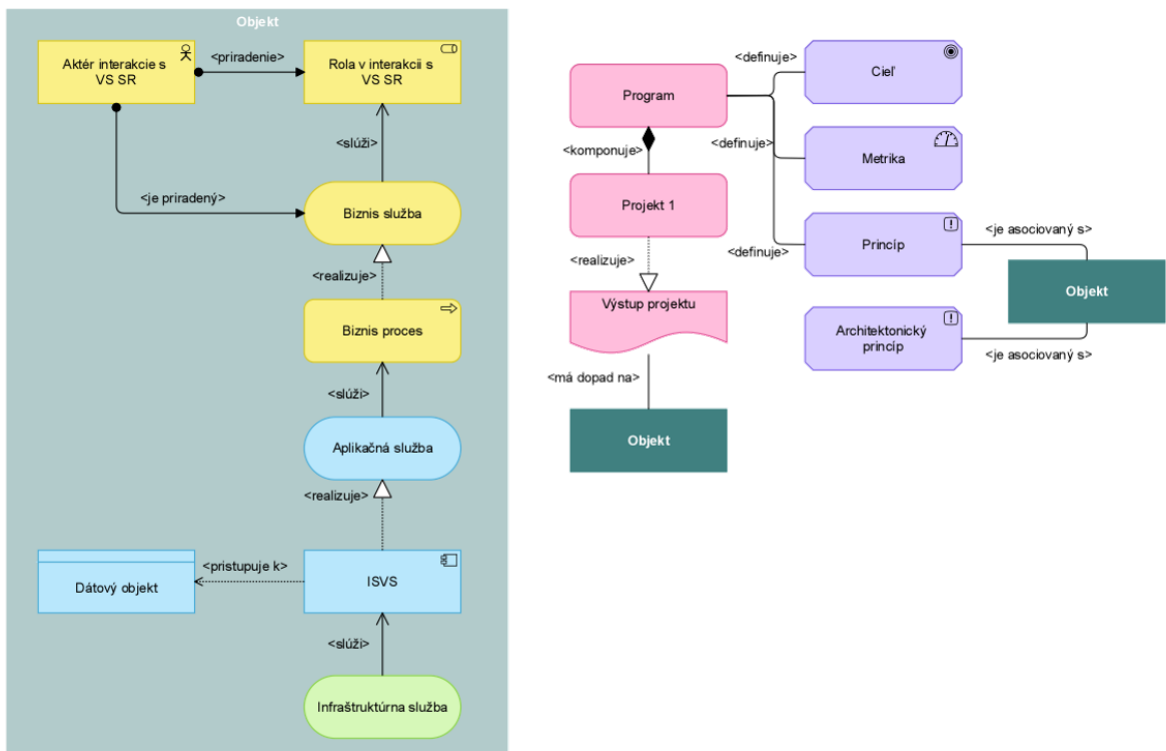 Objekt
Aktér interakcie s
VS SR
<priradenie>
Rola v interakcii s
VS SR
<slúži>
<je priradený>
Biznis služba
<realizuje>
Biznis proces
<slúži>
Aplikačná služba
<realizuje>
Dátový objekt
<pristupuje k>
ISVS
<slúži>
Infraštruktúrna služba
Program
<definuje>
Cieľ
<komponuje>
<definuje>
Metrika
Projekt 1
<definuje>
Princíp
<je asociovaný s>
<realizuje>
Objekt
Výstup projektu
Architektonický
princíp
<je asociovaný s>
<má dopad na>
Objekt